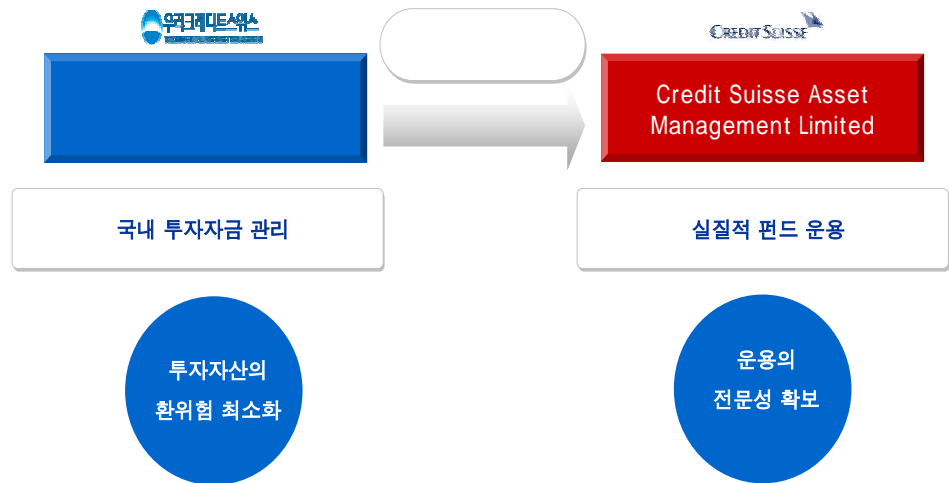 우리크레디트스위스
CREDIT SUISSE
Credit Suisse Asset
Management Limited
국내 투자자금 관리
실질적 펀드 운용
투자자산의
환위험 최소화
운용의
전문성 확보